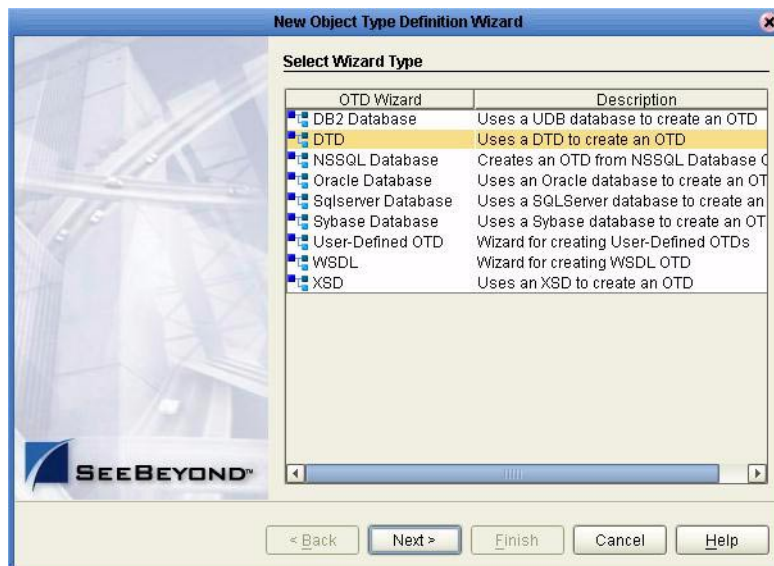 New Object Type Definition Wizard
Select Wizard Type
OTD Wizard Description
DB2 Database Uses a UDB database to create an OTD
DTD Uses a DTD to create an OTD
NSSQL Database Creates an OTD from NSSQL Database
Oracle Database Uses an Oracle database to create an OT
Sqlserver Database Uses a SQLServer database to create an
Sybase Database Uses a Sybase database to create an OT
User-Defined OTD Wizard for creating User-Defined OTDs
WSDL Wizard for creating WSDL OTD
XSD Uses an XSD to create an OTD
SEEBEYOND™
< Back Next > Finish Cancel Help